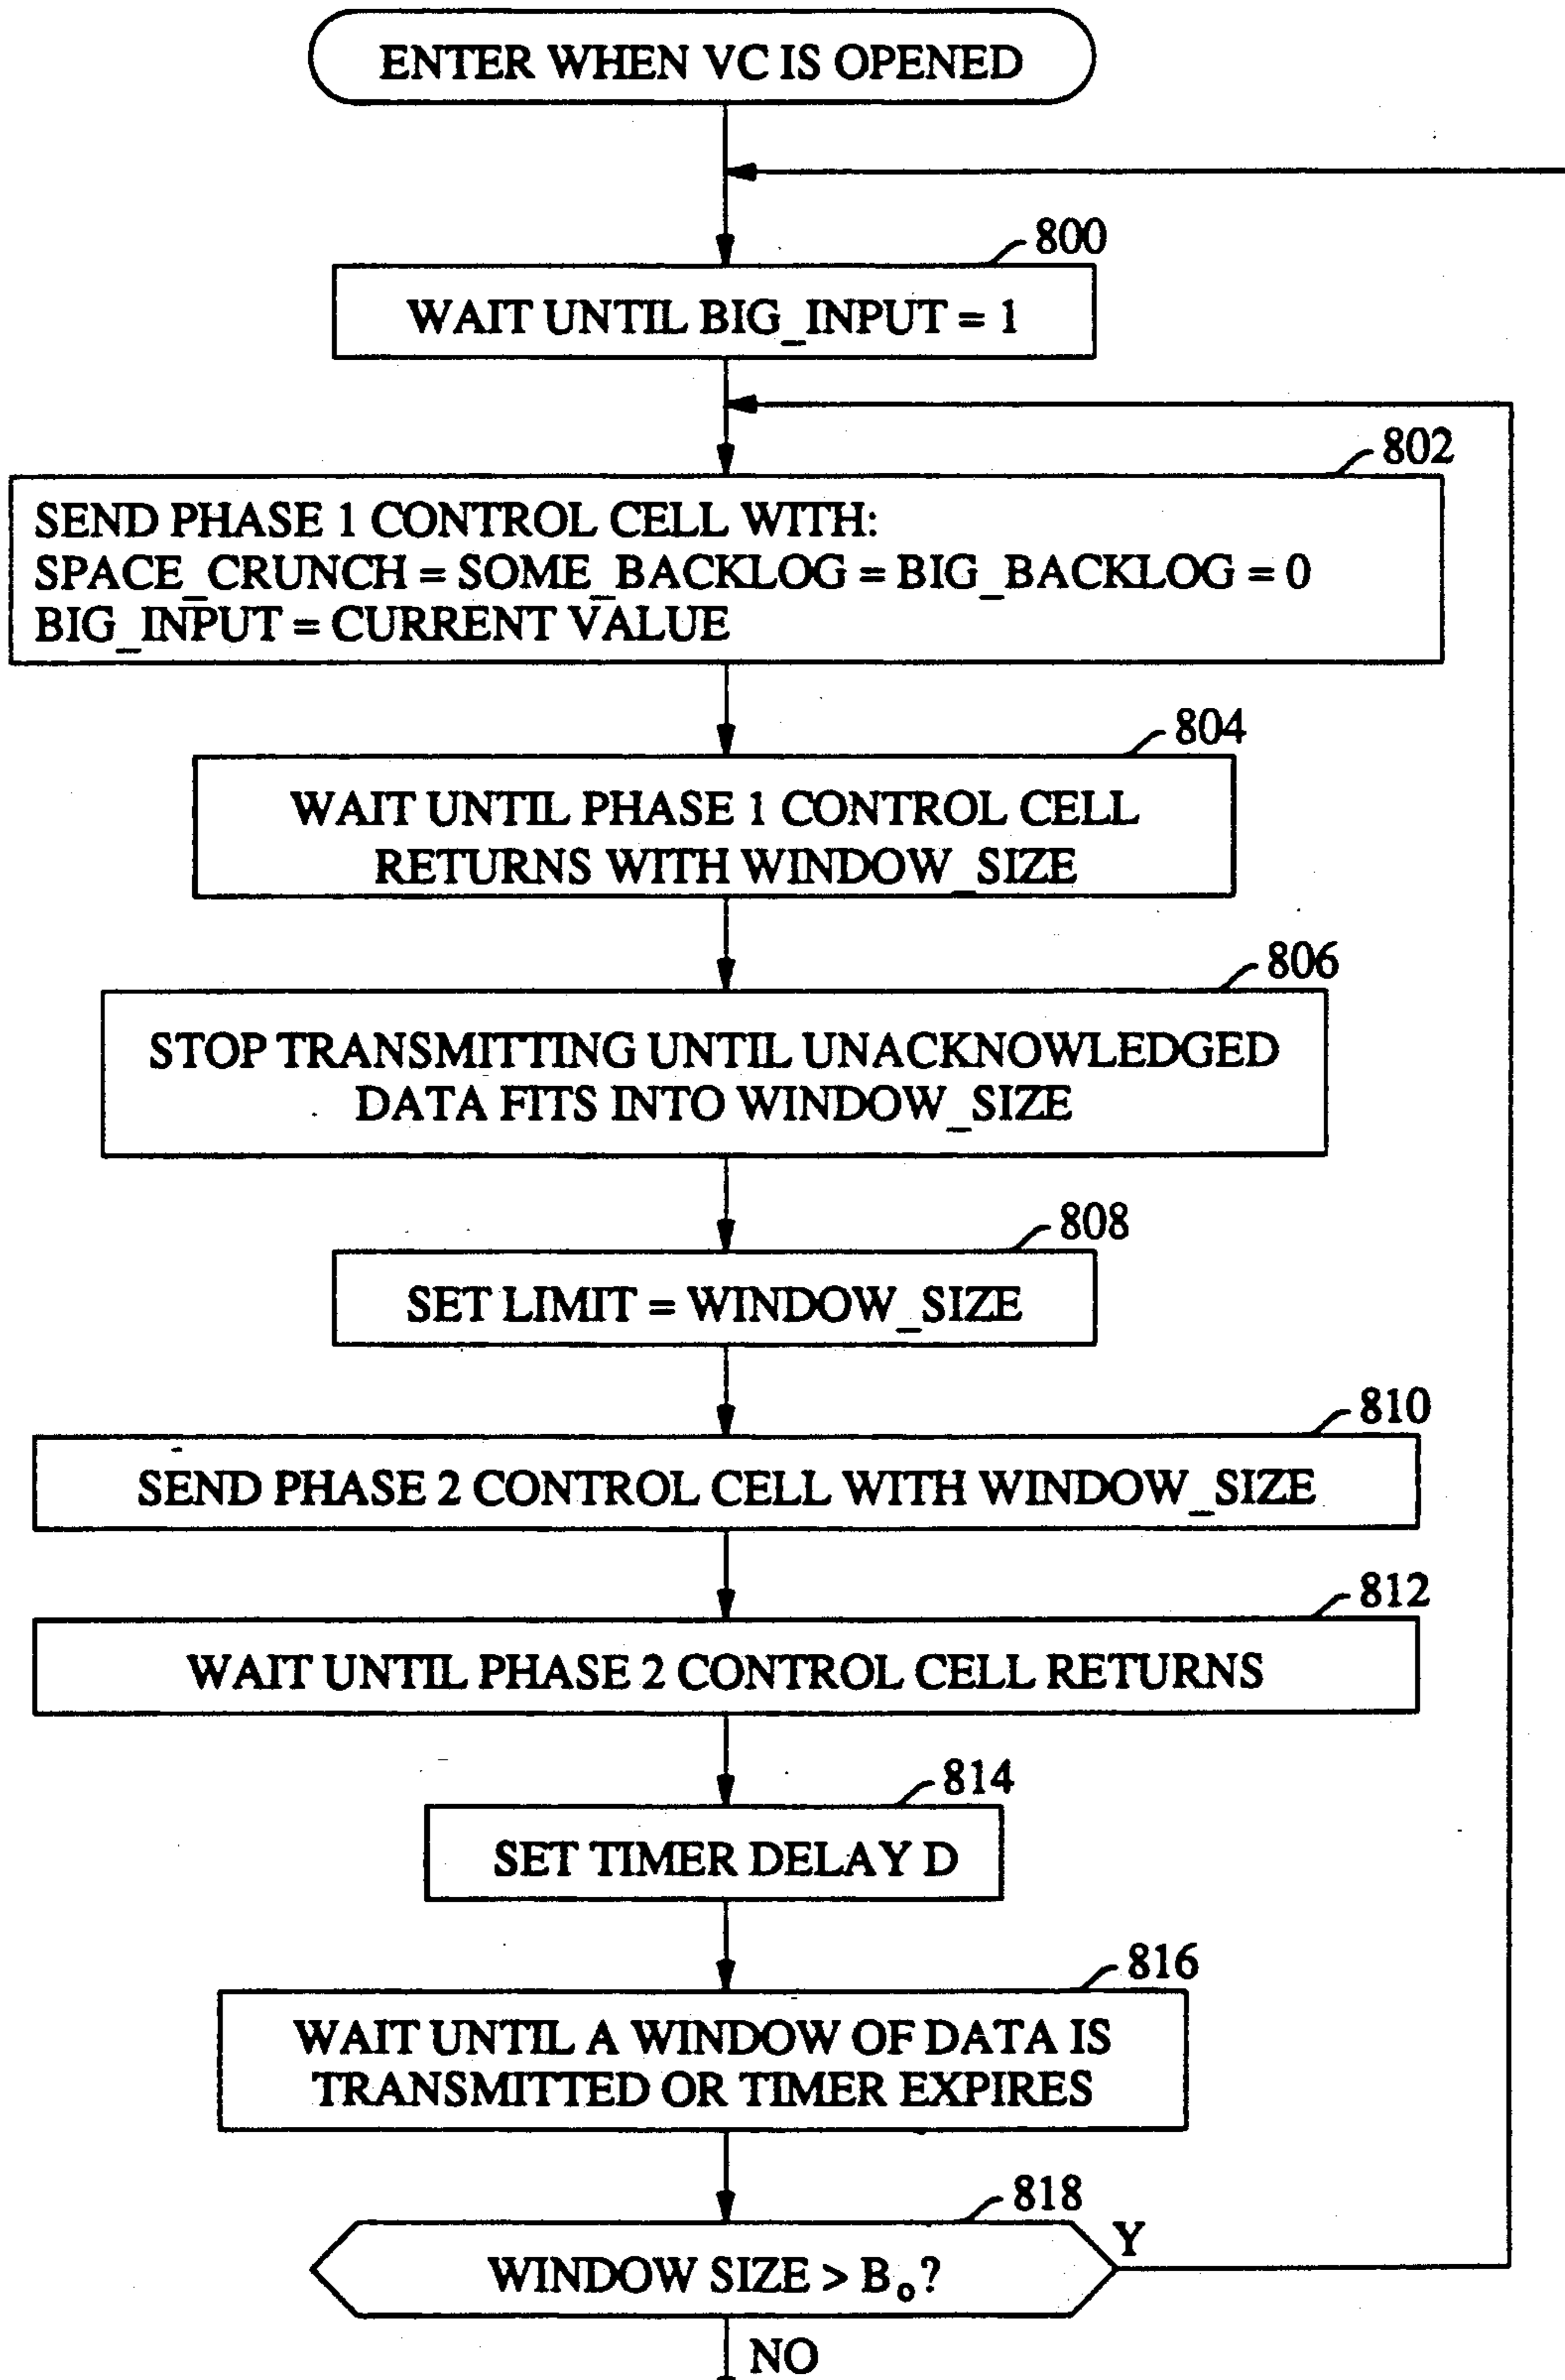 ENTER WHEN VC IS OPENED
800
WAIT UNTIL BIG_INPUT = 1
802
SEND PHASE 1 CONTROL CELL WITH:
SPACE_CRUNCH = SOME_BACKLOG = BIG_BACKLOG = 0
BIG_INPUT = CURRENT VALUE
804
WAIT UNTIL PHASE 1 CONTROL CELL
RETURNS WITH WINDOW_SIZE
806
STOP TRANSMITTING UNTIL UNACKNOWLEDGED
DATA FITS INTO WINDOW_SIZE
808
SET LIMIT = WINDOW_SIZE
810
SEND PHASE 2 CONTROL CELL WITH WINDOW_SIZE
812
WAIT UNTIL PHASE 2 CONTROL CELL RETURNS
814
SET TIMER DELAY D
816
WAIT UNTIL A WINDOW OF DATA IS
TRANSMITTED OR TIMER EXPIRES
818
WINDOW SIZE > Bₒ?
Y
NO